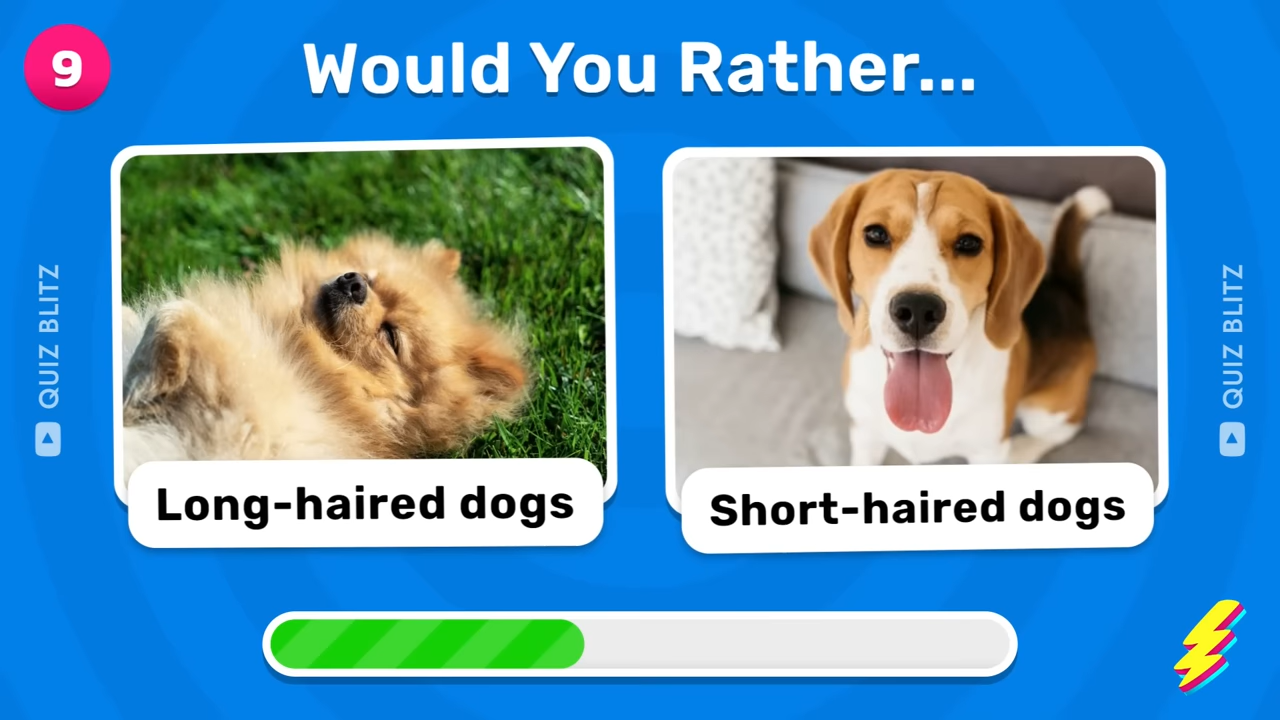 9
Would You Rather...
QUIZ BLITZ
QUIZ BLITZ
Long-haired dogs
Short-haired dogs